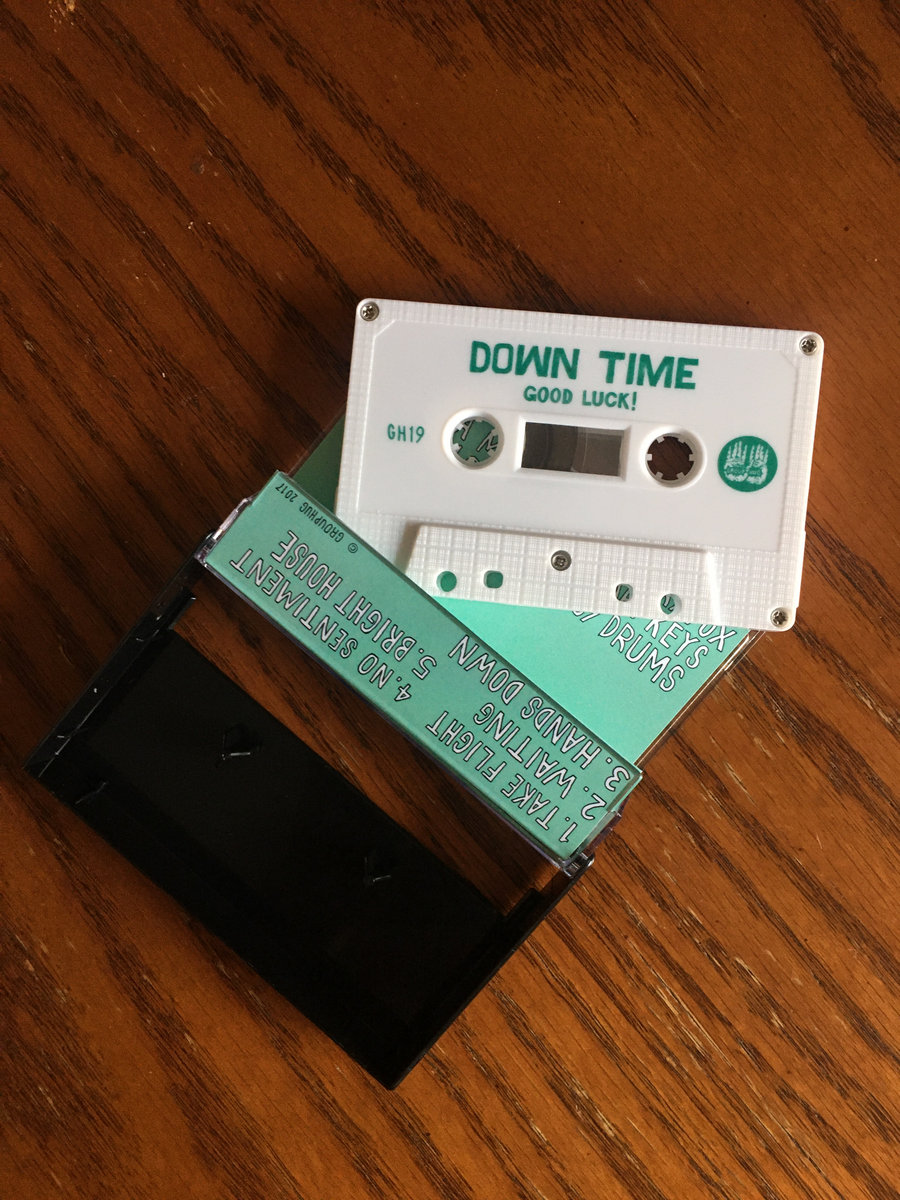 DOWN TIME
GOOD LUCK!
GH19
OX
KEYS
DRUMS
1. TAKE FLIGHT
2. WAITING
3. HANDS DOWN
4. NO SENTIMENT
5. BRIGHT HOUSE
© GROUPHUG 2017